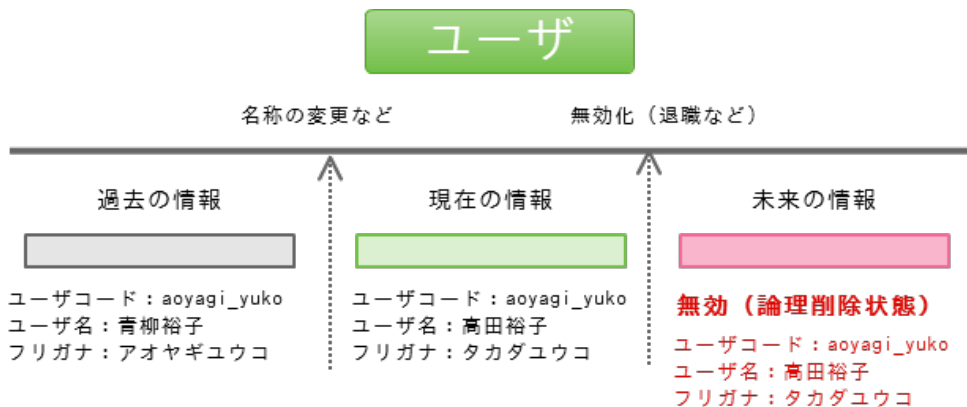 ユーザ
名称の変更など
無効化（退職など）
過去の情報
現在の情報
未来の情報
ユーザコード：aoyagi_yuko
ユーザ名：青柳裕子
フリガナ：アオヤギユウコ
ユーザコード：aoyagi_yuko
ユーザ名：高田裕子
フリガナ：タカダユウコ
無効（論理削除状態）
ユーザコード：aoyagi_yuko
ユーザ名：高田裕子
フリガナ：タカダユウコ